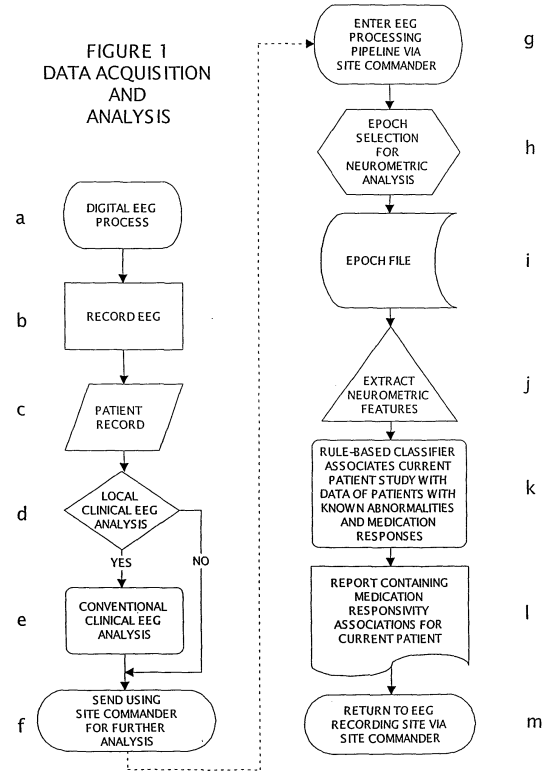 FIGURE 1
DATA ACQUISITION
AND
ANALYSIS
a
DIGITAL EEG
PROCESS
b
RECORD EEG
c
PATIENT
RECORD
d
LOCAL
CLINICAL EEG
ANALYSIS
YES
NO
e
CONVENTIONAL
CLINICAL EEG
ANALYSIS
f
SEND USING
SITE COMMANDER
FOR FURTHER
ANALYSIS
ENTER EEG
PROCESSING
PIPELINE VIA
SITE COMMANDER
g
EPOCH
SELECTION
FOR
NEUROMETRIC
ANALYSIS
h
EPOCH FILE
i
EXTRACT
NEUROMETRIC
FEATURES
j
RULE-BASED CLASSIFIER
ASSOCIATES CURRENT
PATIENT STUDY WITH
DATA OF PATIENTS WITH
KNOWN ABNORMALITIES
AND MEDICATION
RESPONSES
k
REPORT CONTAINING
MEDICATION
RESPONSIVITY
ASSOCIATIONS FOR
CURRENT PATIENT
l
RETURN TO EEG
RECORDING SITE VIA
SITE COMMANDER
m